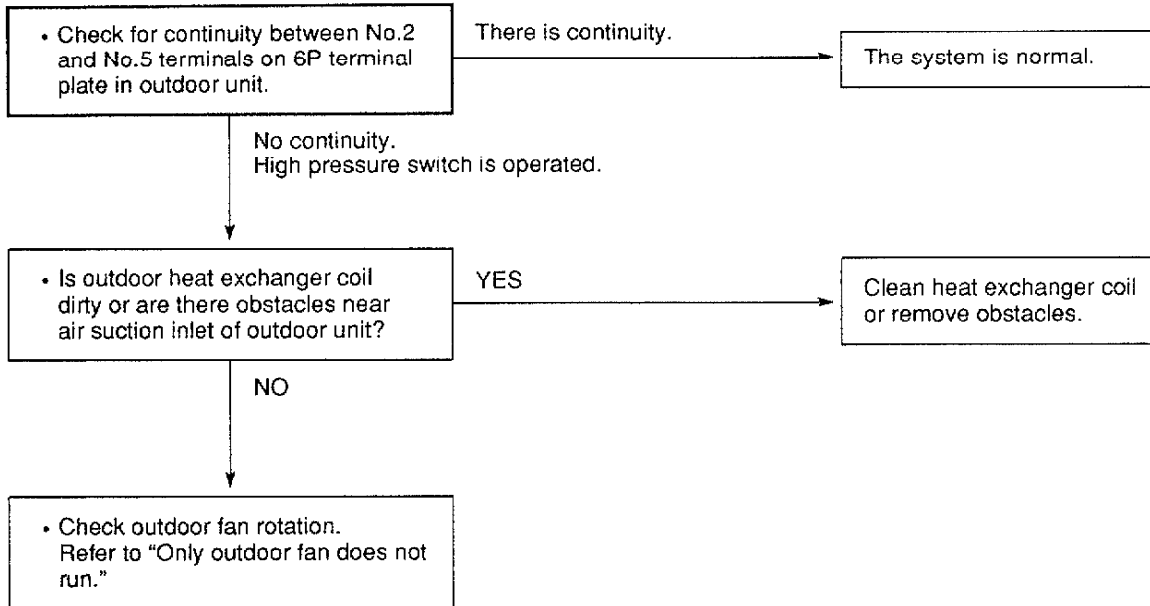 • Check for continuity between No.2
and No.5 terminals on 6P terminal
plate in outdoor unit.
There is continuity.
The system is normal.
No continuity.
High pressure switch is operated.
• Is outdoor heat exchanger coil
dirty or are there obstacles near
air suction inlet of outdoor unit?
YES
Clean heat exchanger coil
or remove obstacles.
NO
• Check outdoor fan rotation.
Refer to “Only outdoor fan does not
run.”